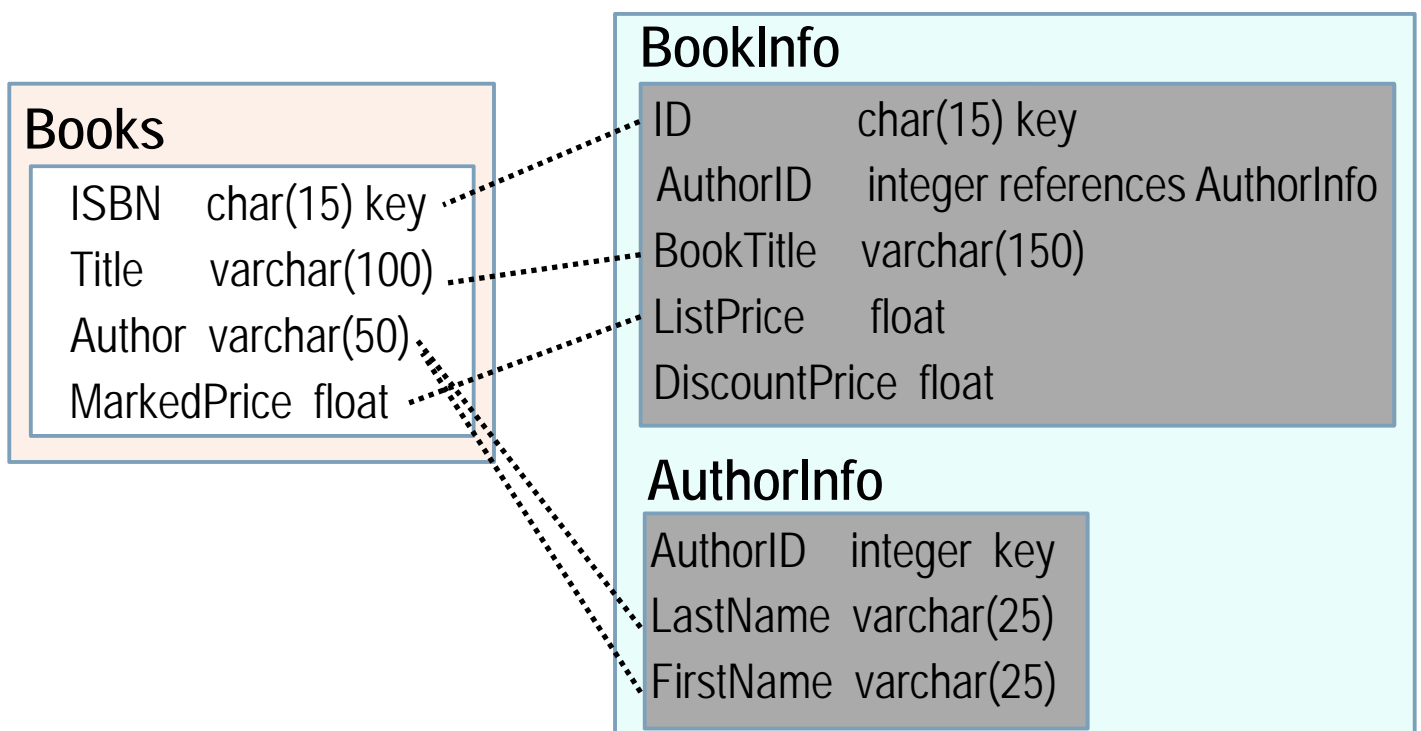 Books
ISBN char(15) key
Title varchar(100)
Author varchar(50)
MarkedPrice float
BookInfo
ID char(15) key
AuthorID integer references AuthorInfo
BookTitle varchar(150)
ListPrice float
DiscountPrice float
AuthorInfo
AuthorID integer key
LastName varchar(25)
FirstName varchar(25)